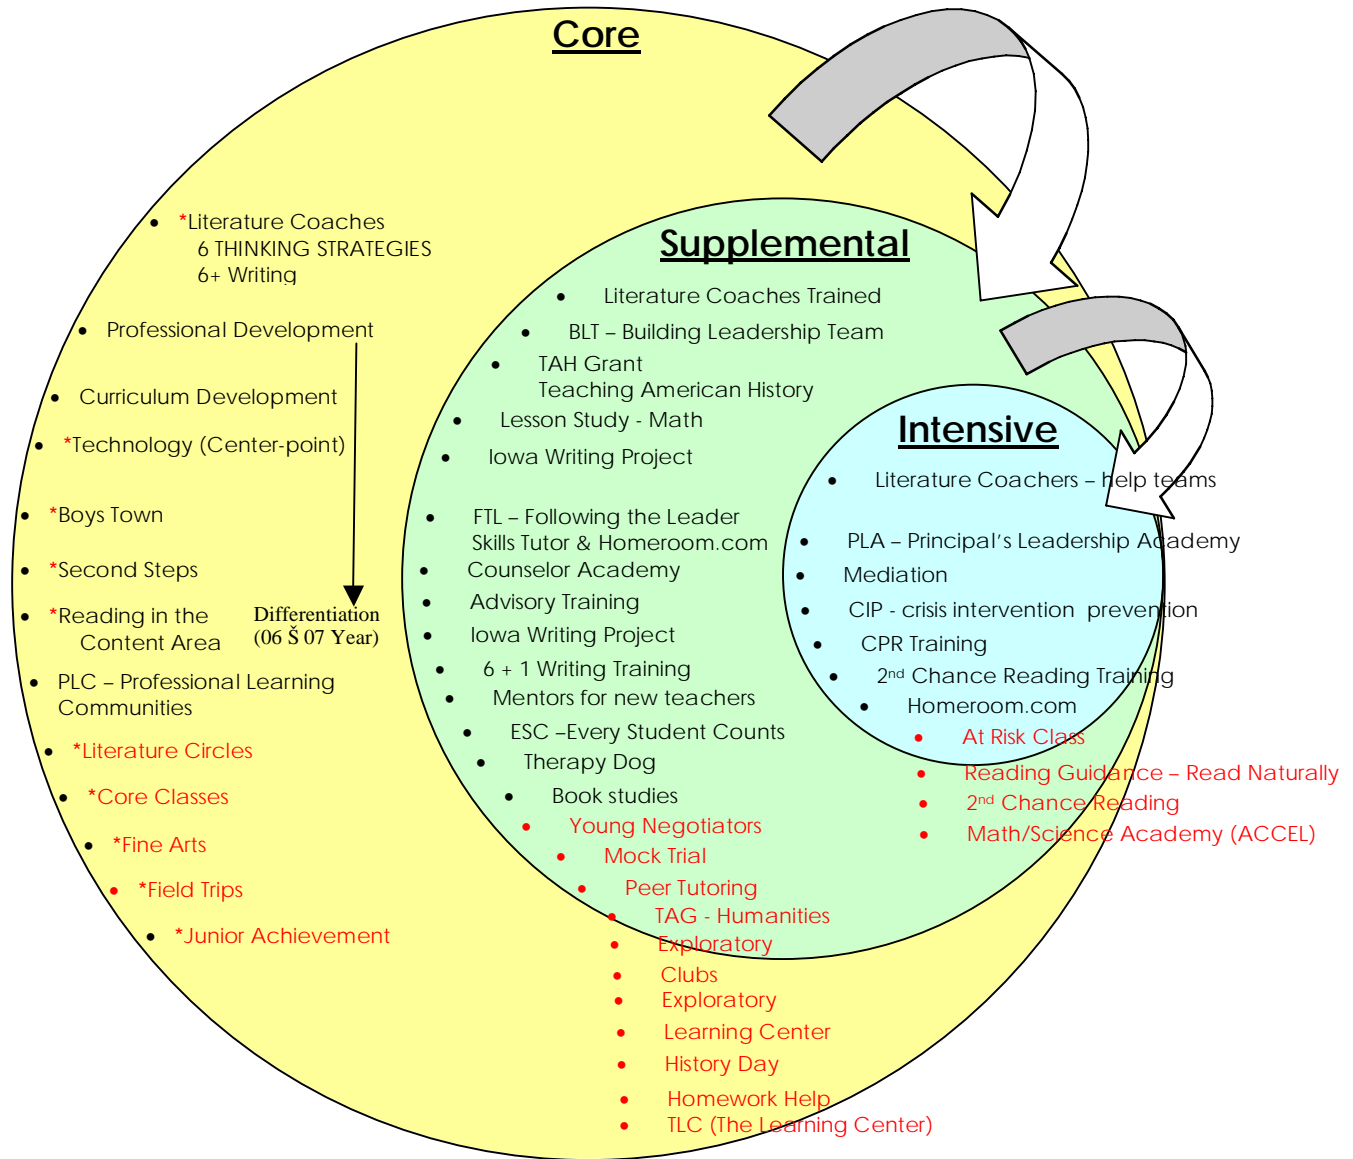 Core
*Literature Coaches
6 THINKING STRATEGIES
6+ Writing
Professional Development
Curriculum Development
*Technology (Center-point)
*Boys Town
*Second Steps
*Reading in the
Content Area
Differentiation
(06 Š 07 Year)
PLC – Professional Learning
Communities
*Literature Circles
*Core Classes
*Fine Arts
*Field Trips
*Junior Achievement
Supplemental
Literature Coaches Trained
BLT – Building Leadership Team
TAH Grant
Teaching American History
Lesson Study - Math
Iowa Writing Project
FTL – Following the Leader
Skills Tutor & Homeroom.com
Counselor Academy
Advisory Training
Iowa Writing Project
6 + 1 Writing Training
Mentors for new teachers
ESC –Every Student Counts
Therapy Dog
Book studies
Young Negotiators
Mock Trial
Peer Tutoring
TAG - Humanities
Exploratory
Clubs
Exploratory
Learning Center
History Day
Homework Help
TLC (The Learning Center)
Intensive
Literature Coachers – help teams
PLA – Principal's Leadership Academy
Mediation
CIP - crisis intervention prevention
CPR Training
2nd Chance Reading Training
Homeroom.com
At Risk Class
Reading Guidance – Read Naturally
2nd Chance Reading
Math/Science Academy (ACCEL)